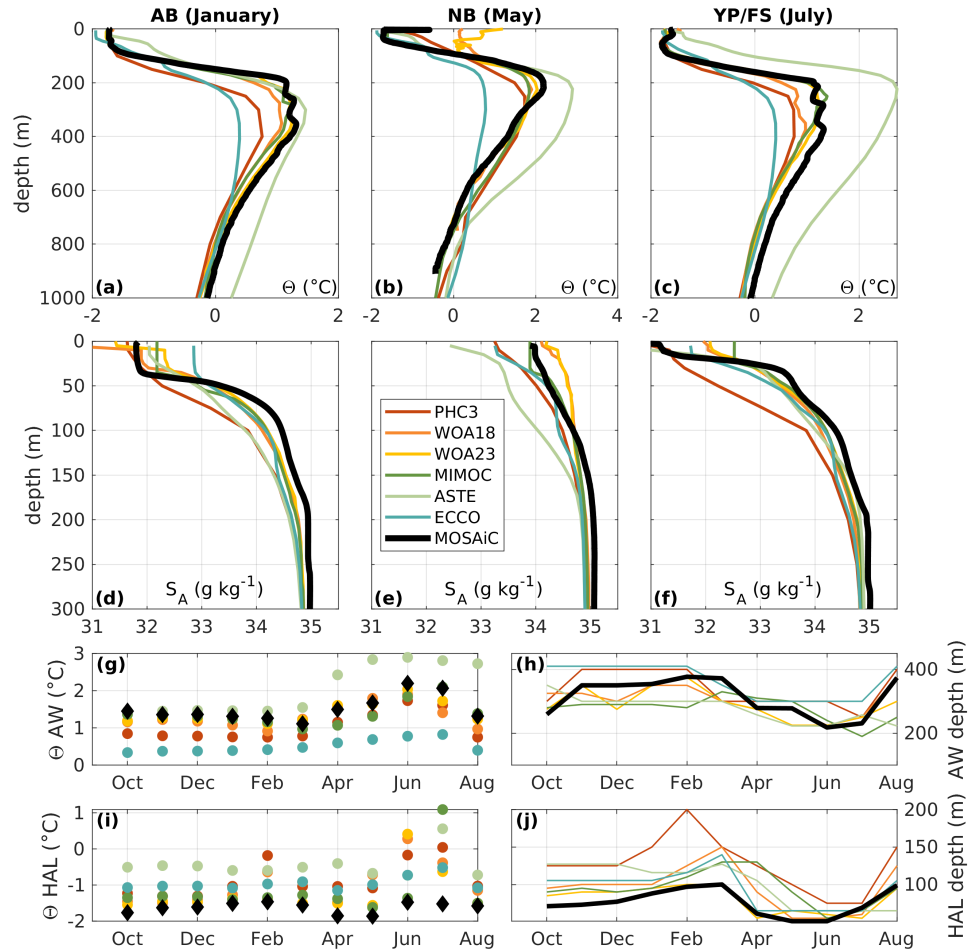 AB (January)
NB (May)
YP/FS (July)
depth (m)
0
200
400
600
800
1000
(a)
Θ (°C)
-2
0
2
(b)
Θ (°C)
-2
0
2
4
(c)
Θ (°C)
-2
0
2
depth (m)
0
50
100
150
200
250
300
(d)
S_A (g kg⁻¹)
31
32
33
34
35
PHC3
WOA18
WOA23
MIMOC
ASTE
ECCO
MOSAiC
(e)
S_A (g kg⁻¹)
31
32
33
34
35
(f)
S_A (g kg⁻¹)
31
32
33
34
35
(g)
Θ AW (°C)
3
2
1
0
Oct
Dec
Feb
Apr
Jun
Aug
(h)
AW depth (m)
400
300
200
Oct
Dec
Feb
Apr
Jun
Aug
(i)
Θ HAL (°C)
1
0
-1
-2
Oct
Dec
Feb
Apr
Jun
Aug
(j)
HAL depth (m)
200
150
100
Oct
Dec
Feb
Apr
Jun
Aug